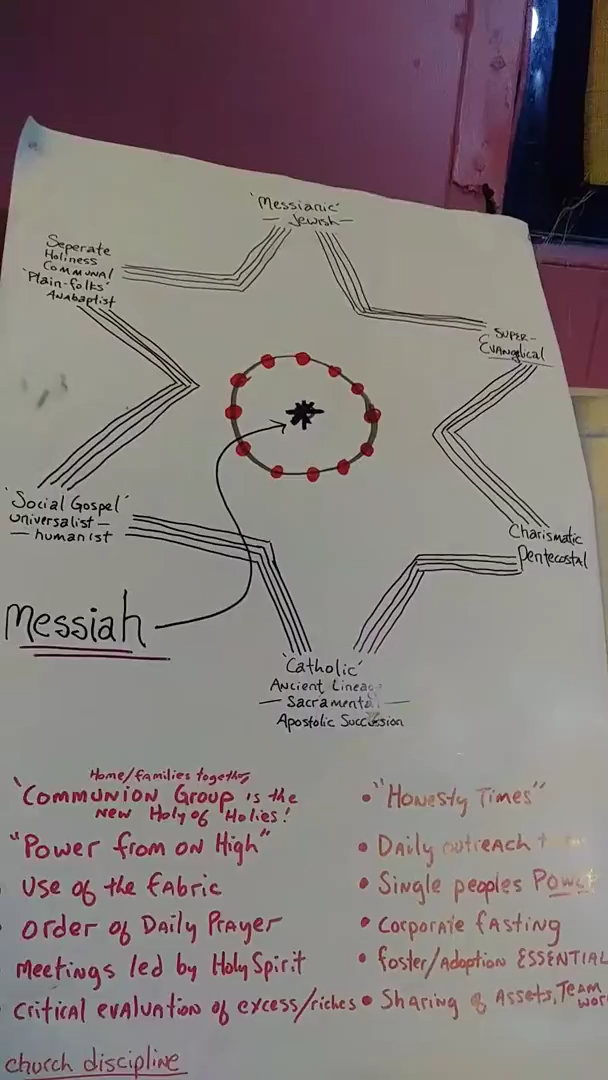 'Messianic'
— Jewish —
Seperate
Holiness
Communal
'Plain-folks'
Anabaptist
SUPER-
Evangelical
'Social Gospel'
universalist —
— humanist
Charismatic
Pentecostal
Messiah
'Catholic'
Ancient Lineage
— Sacramental —
Apostolic Succession
Home/families together
'Communion Group is the
new Holy of Holies!
"Power from on High"
Use of the fabric
order of Daily Prayer
meetings led by Holy Spirit
critical evaluation of excess/riches
church discipline
• "Honesty Times"
• Daily outreach
• Single peoples Power
• Corporate fasting
• foster/Adoption ESSENTIAL
• Sharing of Assets, Team
work